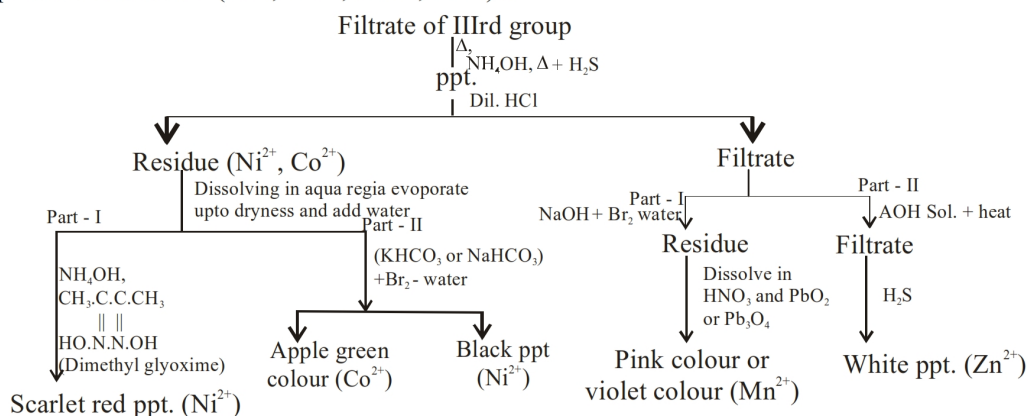 Filtrate of IIIrd group
Δ,
NH₄OH, Δ + H₂S
ppt.
Dil. HCl
Residue (Ni²⁺, Co²⁺)
Filtrate
Dissolving in aqua regia evoporate
upto dryness and add water
Part - I
Part - II
NH₄OH,
CH₃.C.C.CH₃
|| ||
HO.N.N.OH
(Dimethyl glyoxime)
Scarlet red ppt. (Ni²⁺)
(KHCO₃ or NaHCO₃)
+Br₂- water
Apple green
colour (Co²⁺)
Black ppt
(Ni²⁺)
Part - I
NaOH + Br₂ water
Residue
Dissolve in
HNO₃ and PbO₂
or Pb₃O₄
Pink colour or
violet colour (Mn²⁺)
Part - II
AOH Sol. + heat
Filtrate
H₂S
White ppt. (Zn²⁺)